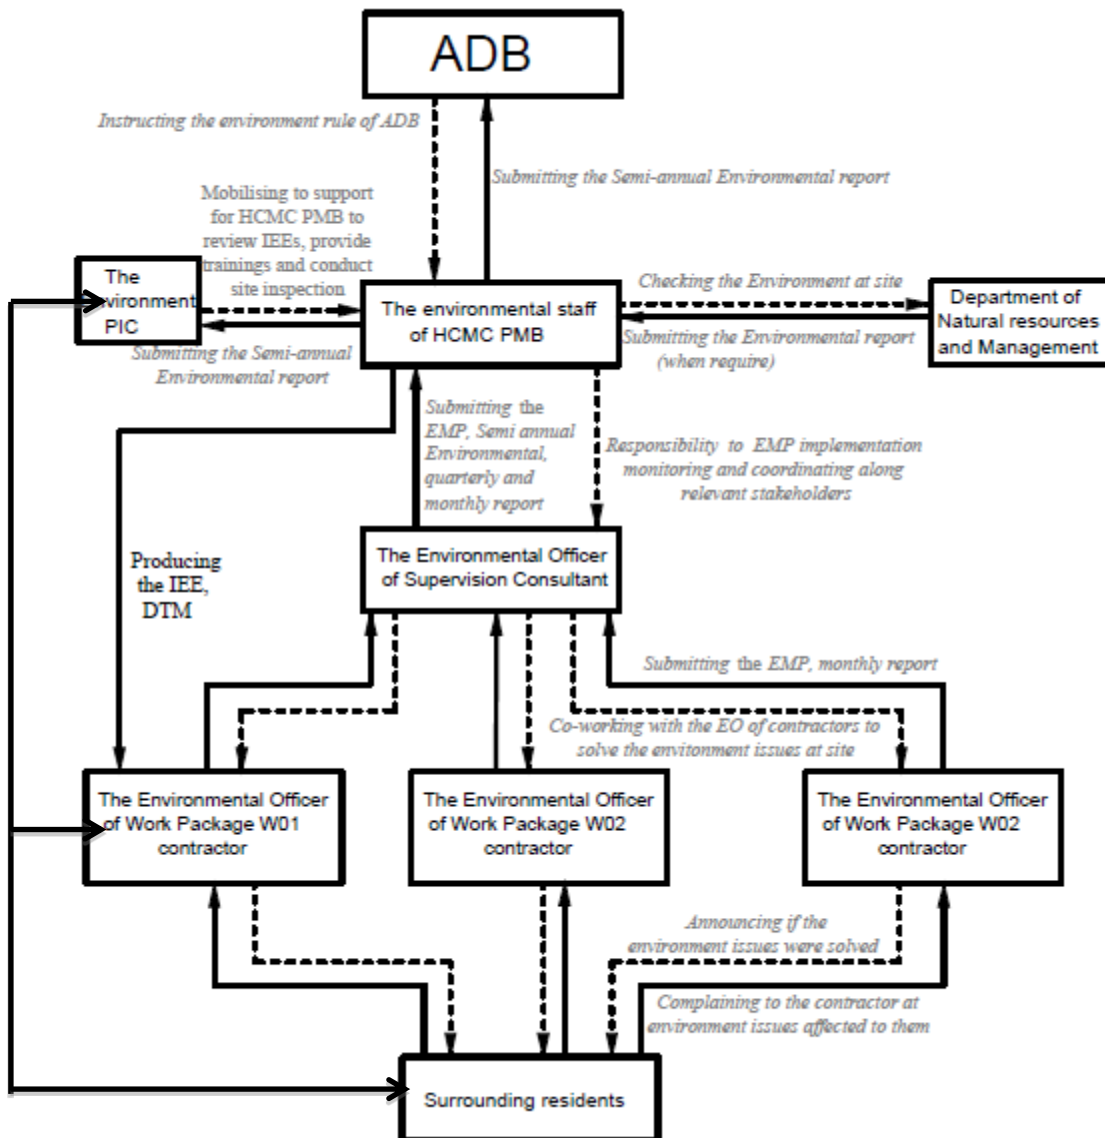 ADB
Instructing the environment rule of ADB
Submitting the Semi-annual Environmental report
Mobilising to support
for HCMC PMB to
review IEEs, provide
trainings and conduct
site inspection
The
vironment
PIC
The environmental staff
of HCMC PMB
Checking the Environment at site
Submitting the Environmental report
(when require)
Department of
Natural resources
and Management
Submitting the Semi-annual
Environmental report
Submitting the
EMP, Semi annual
Environmental,
quarterly and
monthly report
Responsibility to EMP implementation
monitoring and coordinating along
relevant stakeholders
Producing
the IEE,
DTM
The Environmental Officer
of Supervision Consultant
Submitting the EMP, monthly report
Co-working with the EO of contractors to
solve the envitonment issues at site
The Environmental Officer
of Work Package W01
contractor
The Environmental Officer
of Work Package W02
contractor
The Environmental Officer
of Work Package W02
contractor
Announcing if the
environment issues were solved
Complaining to the contractor at
environment issues affected to them
Surrounding residents